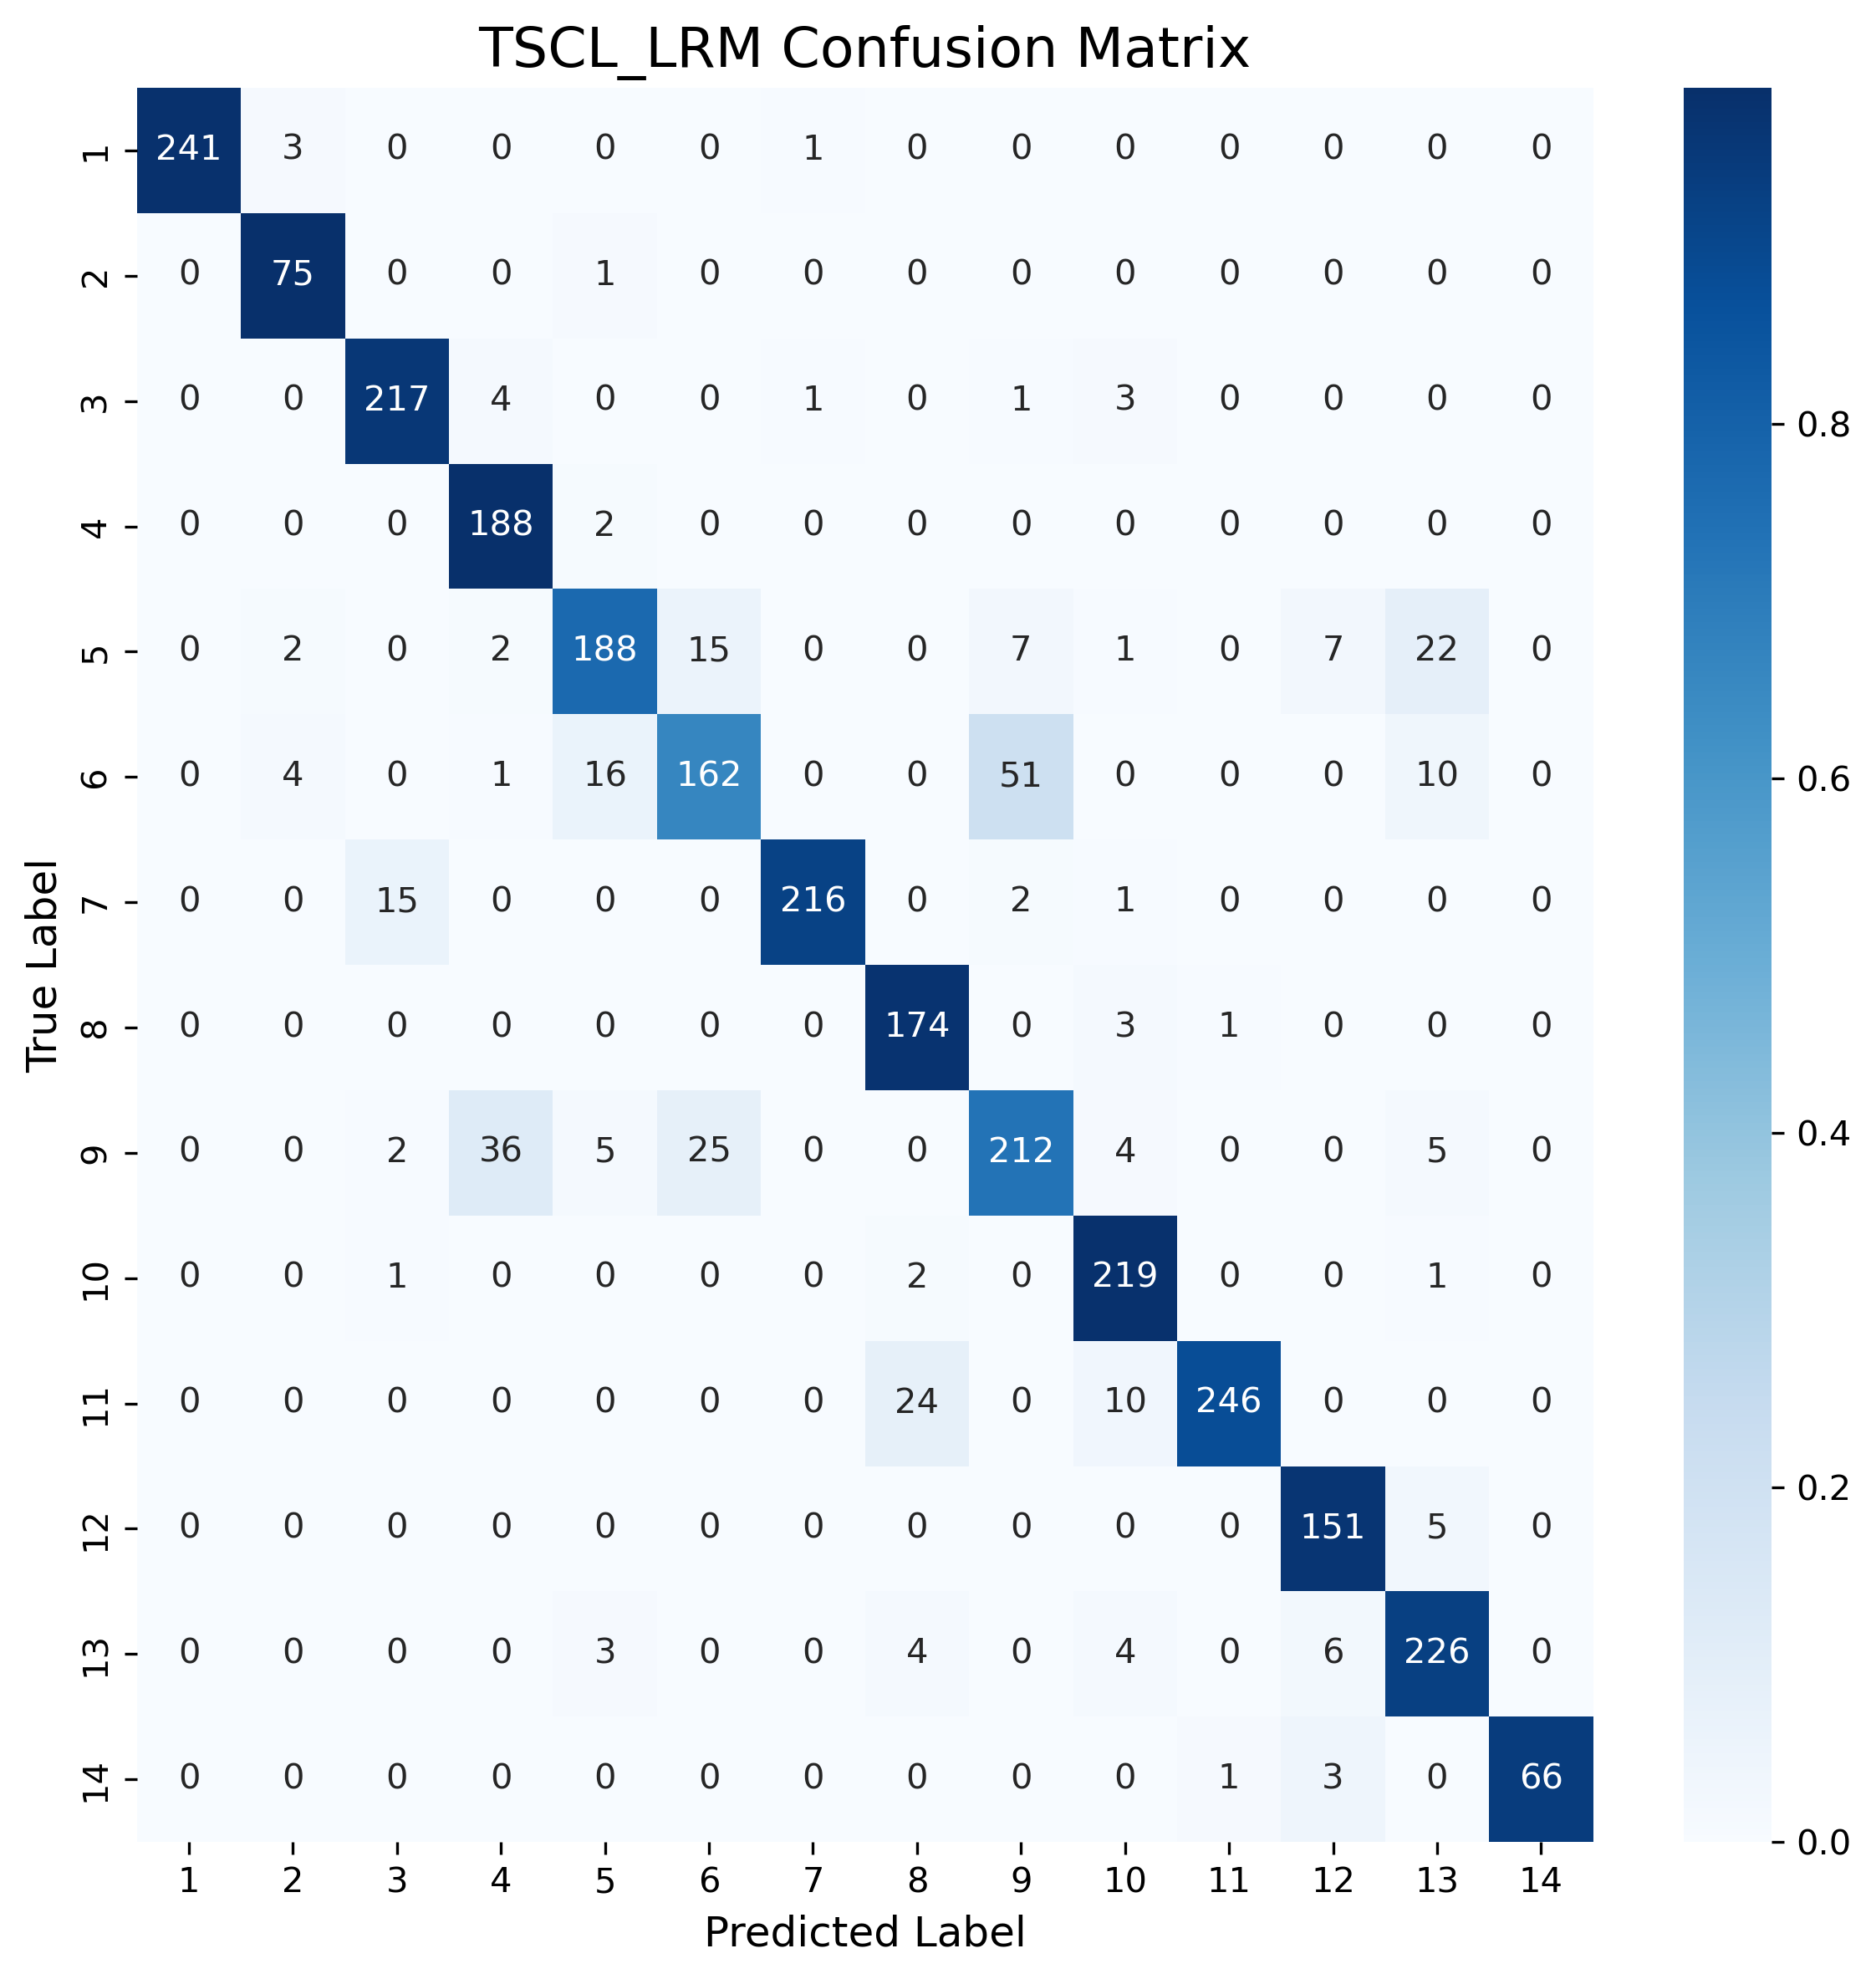 TSCL_LRM Confusion Matrix
1 241 3 0 0 0 0 1 0 0 0 0 0 0 0
2 0 75 0 0 1 0 0 0 0 0 0 0 0 0
3 0 0 217 4 0 0 1 0 1 3 0 0 0 0
0.8
4 0 0 0 188 2 0 0 0 0 0 0 0 0 0
5 0 2 0 2 188 15 0 0 7 1 0 7 22 0
6 0 4 0 1 16 162 0 0 51 0 0 0 10 0
0.6
7 0 0 15 0 0 0 216 0 2 1 0 0 0 0
True Label
8 0 0 0 0 0 0 0 174 0 3 1 0 0 0
0.4
9 0 0 2 36 5 25 0 0 212 4 0 0 5 0
10 0 0 1 0 0 0 0 2 0 219 0 0 1 0
11 0 0 0 0 0 0 0 24 0 10 246 0 0 0
0.2
12 0 0 0 0 0 0 0 0 0 0 0 151 5 0
13 0 0 0 0 3 0 0 4 0 4 0 6 226 0
14 0 0 0 0 0 0 0 0 0 0 1 3 0 66
0.0
1 2 3 4 5 6 7 8 9 10 11 12 13 14
Predicted Label